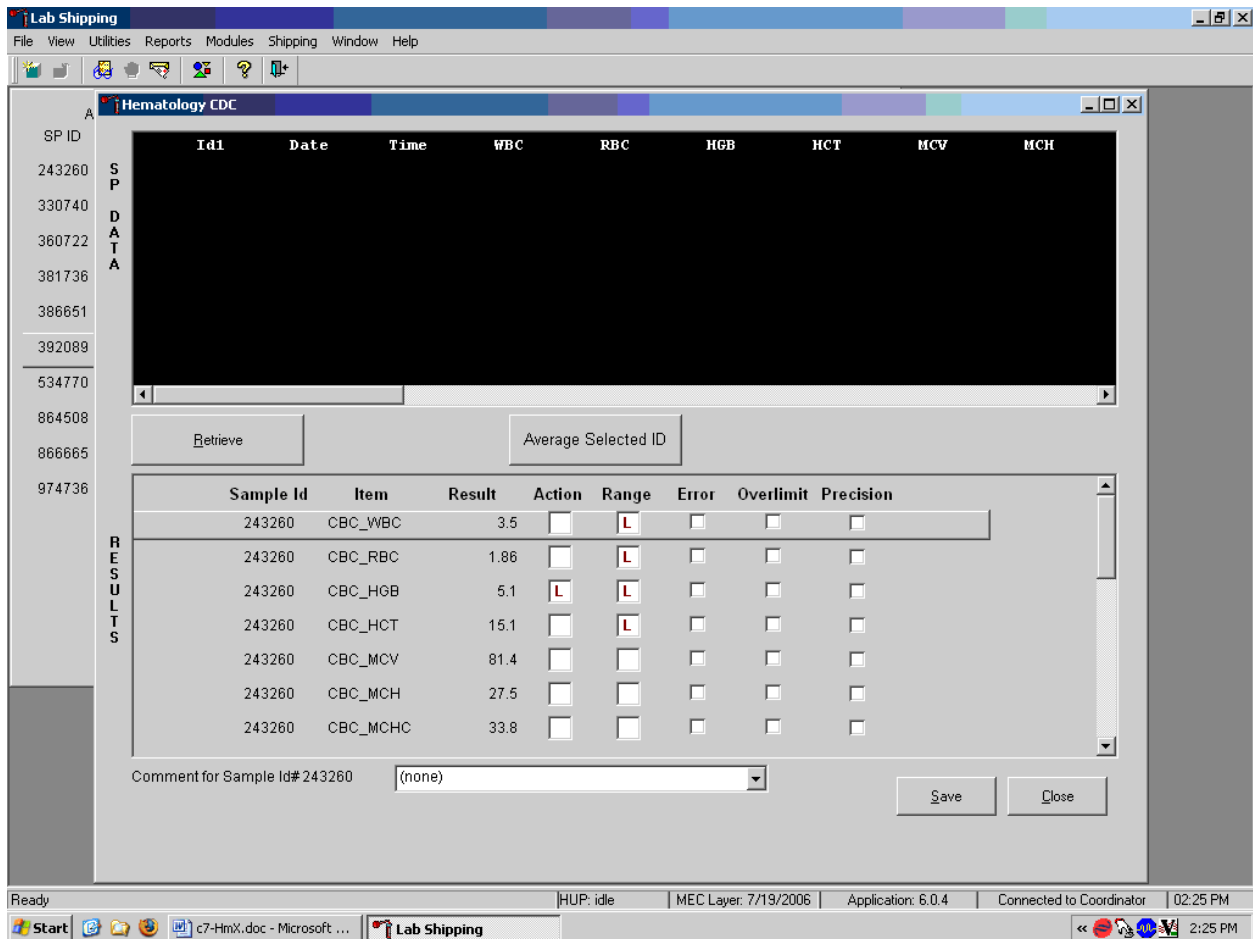 Lab Shipping
File View Utilities Reports Modules Shipping Window Help
A
Hematology CDC
SP ID
243260
330740
360722
381736
386651
392089
534770
864508
866665
974736
SP DATA
Id1 Date Time WBC RBC HGB HCT MCV MCH
Retrieve Average Selected ID
RESULTS
Sample Id Item Result Action Range Error Overlimit Precision
243260 CBC_WBC 3.5 L
243260 CBC_RBC 1.86 L
243260 CBC_HGB 5.1 L L
243260 CBC_HCT 15.1 L
243260 CBC_MCV 81.4
243260 CBC_MCH 27.5
243260 CBC_MCHC 33.8
Comment for Sample Id# 243260 (none)
Save Close
Ready HUP: idle MEC Layer: 7/19/2006 Application: 6.0.4 Connected to Coordinator 02:25 PM
Start c7-HmX.doc - Microsoft ... Lab Shipping « 2:25 PM